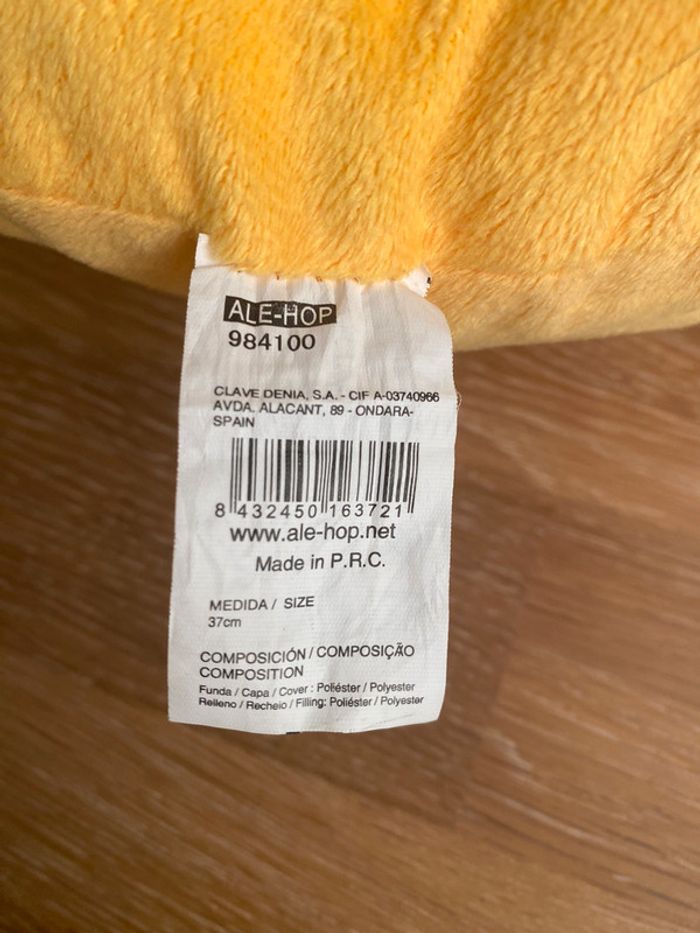 ALE-HOP
984100
CLAVE DENIA, S.A. - CIF A-03740966
AVDA. ALACANT, 89 - ONDARA-
SPAIN
8 432450 163721
www.ale-hop.net
Made in P.R.C.
MEDIDA / SIZE
37cm
COMPOSICIÓN / COMPOSIÇÃO
COMPOSITION
Funda / Capa / Cover : Poliéster / Polyester
Relleno / Recheio / Filling: Poliéster / Polyester